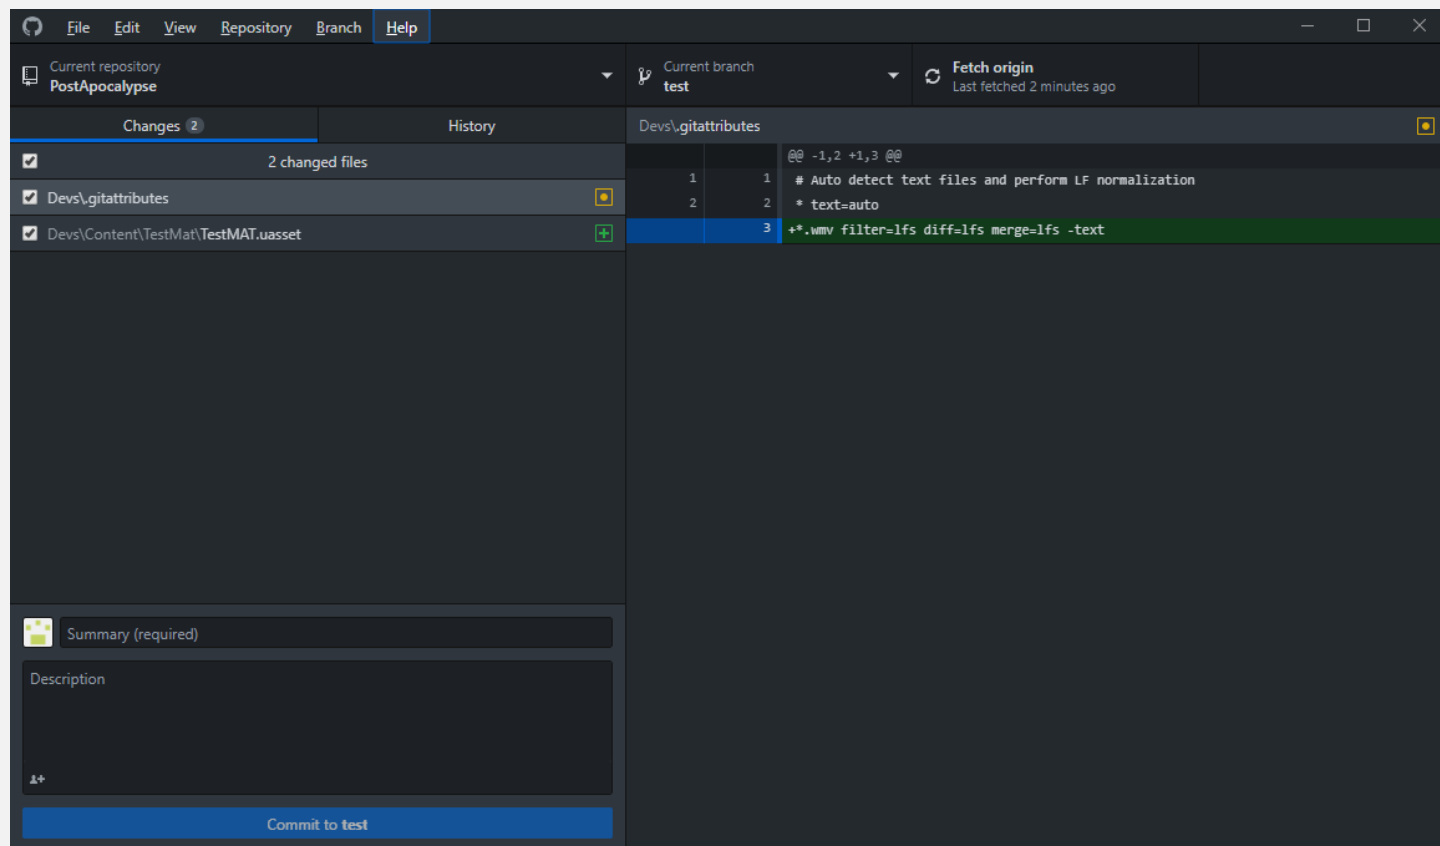 File Edit View Repository Branch Help
Current repository
PostApocalypse
Current branch
test
Fetch origin
Last fetched 2 minutes ago
Changes 2
History
2 changed files
Devs\.gitattributes
Devs\Content\TestMat\TestMAT.uasset
Summary (required)
Description
Commit to test
Devs\.gitattributes
@@ -1,2 +1,3 @@
1 1 # Auto detect text files and perform LF normalization
2 2 * text=auto
3 +*.wmv filter=lfs diff=lfs merge=lfs -text